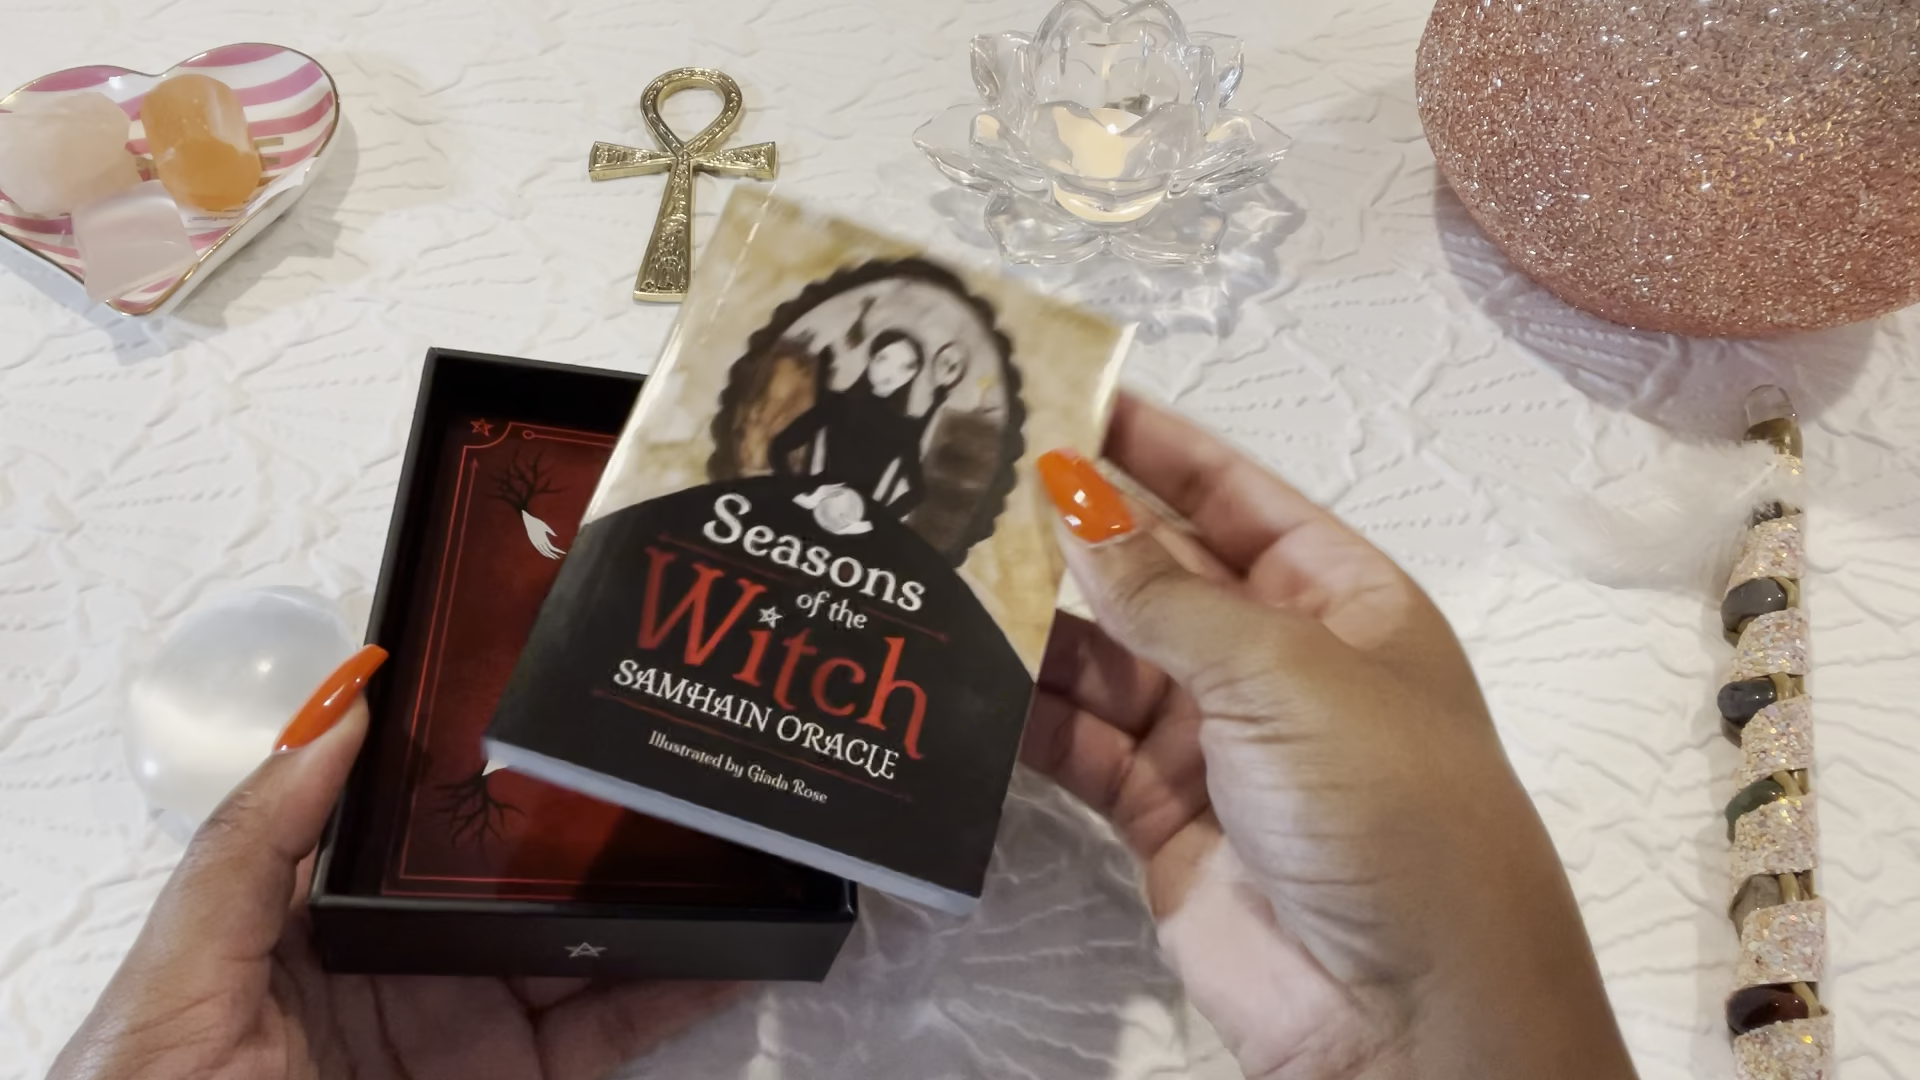 Seasons
of the
Witch
SAMHAIN ORACLE
Illustrated by Giada Rose